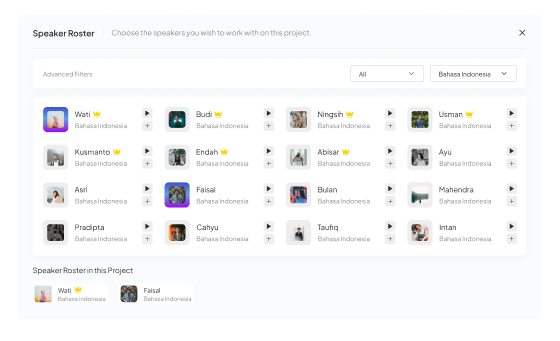 Speaker Roster
Choose the speakers you wish to work with on this project.
Advanced Filters
All
Bahasa Indonesia
Wati
Bahasa Indonesia
Budi
Bahasa Indonesia
Ningsih
Bahasa Indonesia
Usman
Bahasa Indonesia
Kusmanto
Bahasa Indonesia
Endah
Bahasa Indonesia
Abisar
Bahasa Indonesia
Ayu
Bahasa Indonesia
Asri
Bahasa Indonesia
Faisal
Bahasa Indonesia
Bulan
Bahasa Indonesia
Mahendra
Bahasa Indonesia
Pradipta
Bahasa Indonesia
Cahyu
Bahasa Indonesia
Taufiq
Bahasa Indonesia
Intan
Bahasa Indonesia
Speaker Roster in this Project
Wati
Bahasa Indonesia
Faisal
Bahasa Indonesia